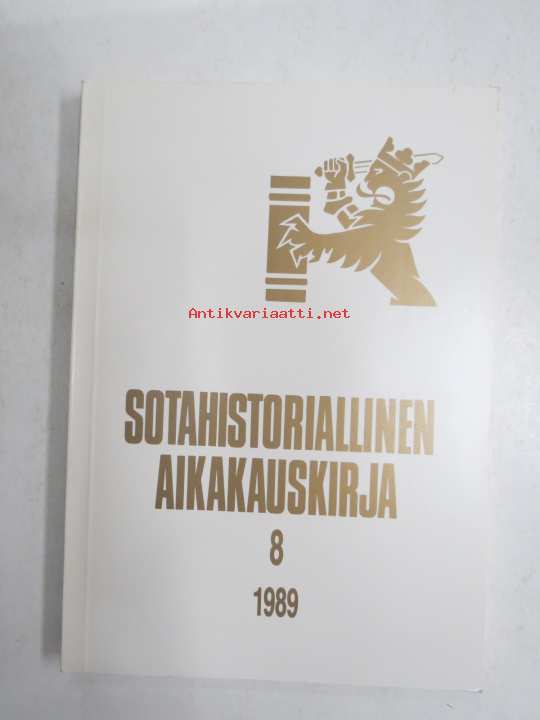 Antikvariaatti.net
SOTAHISTORIALLINEN
AIKAKAUSKIRJA
8
1989